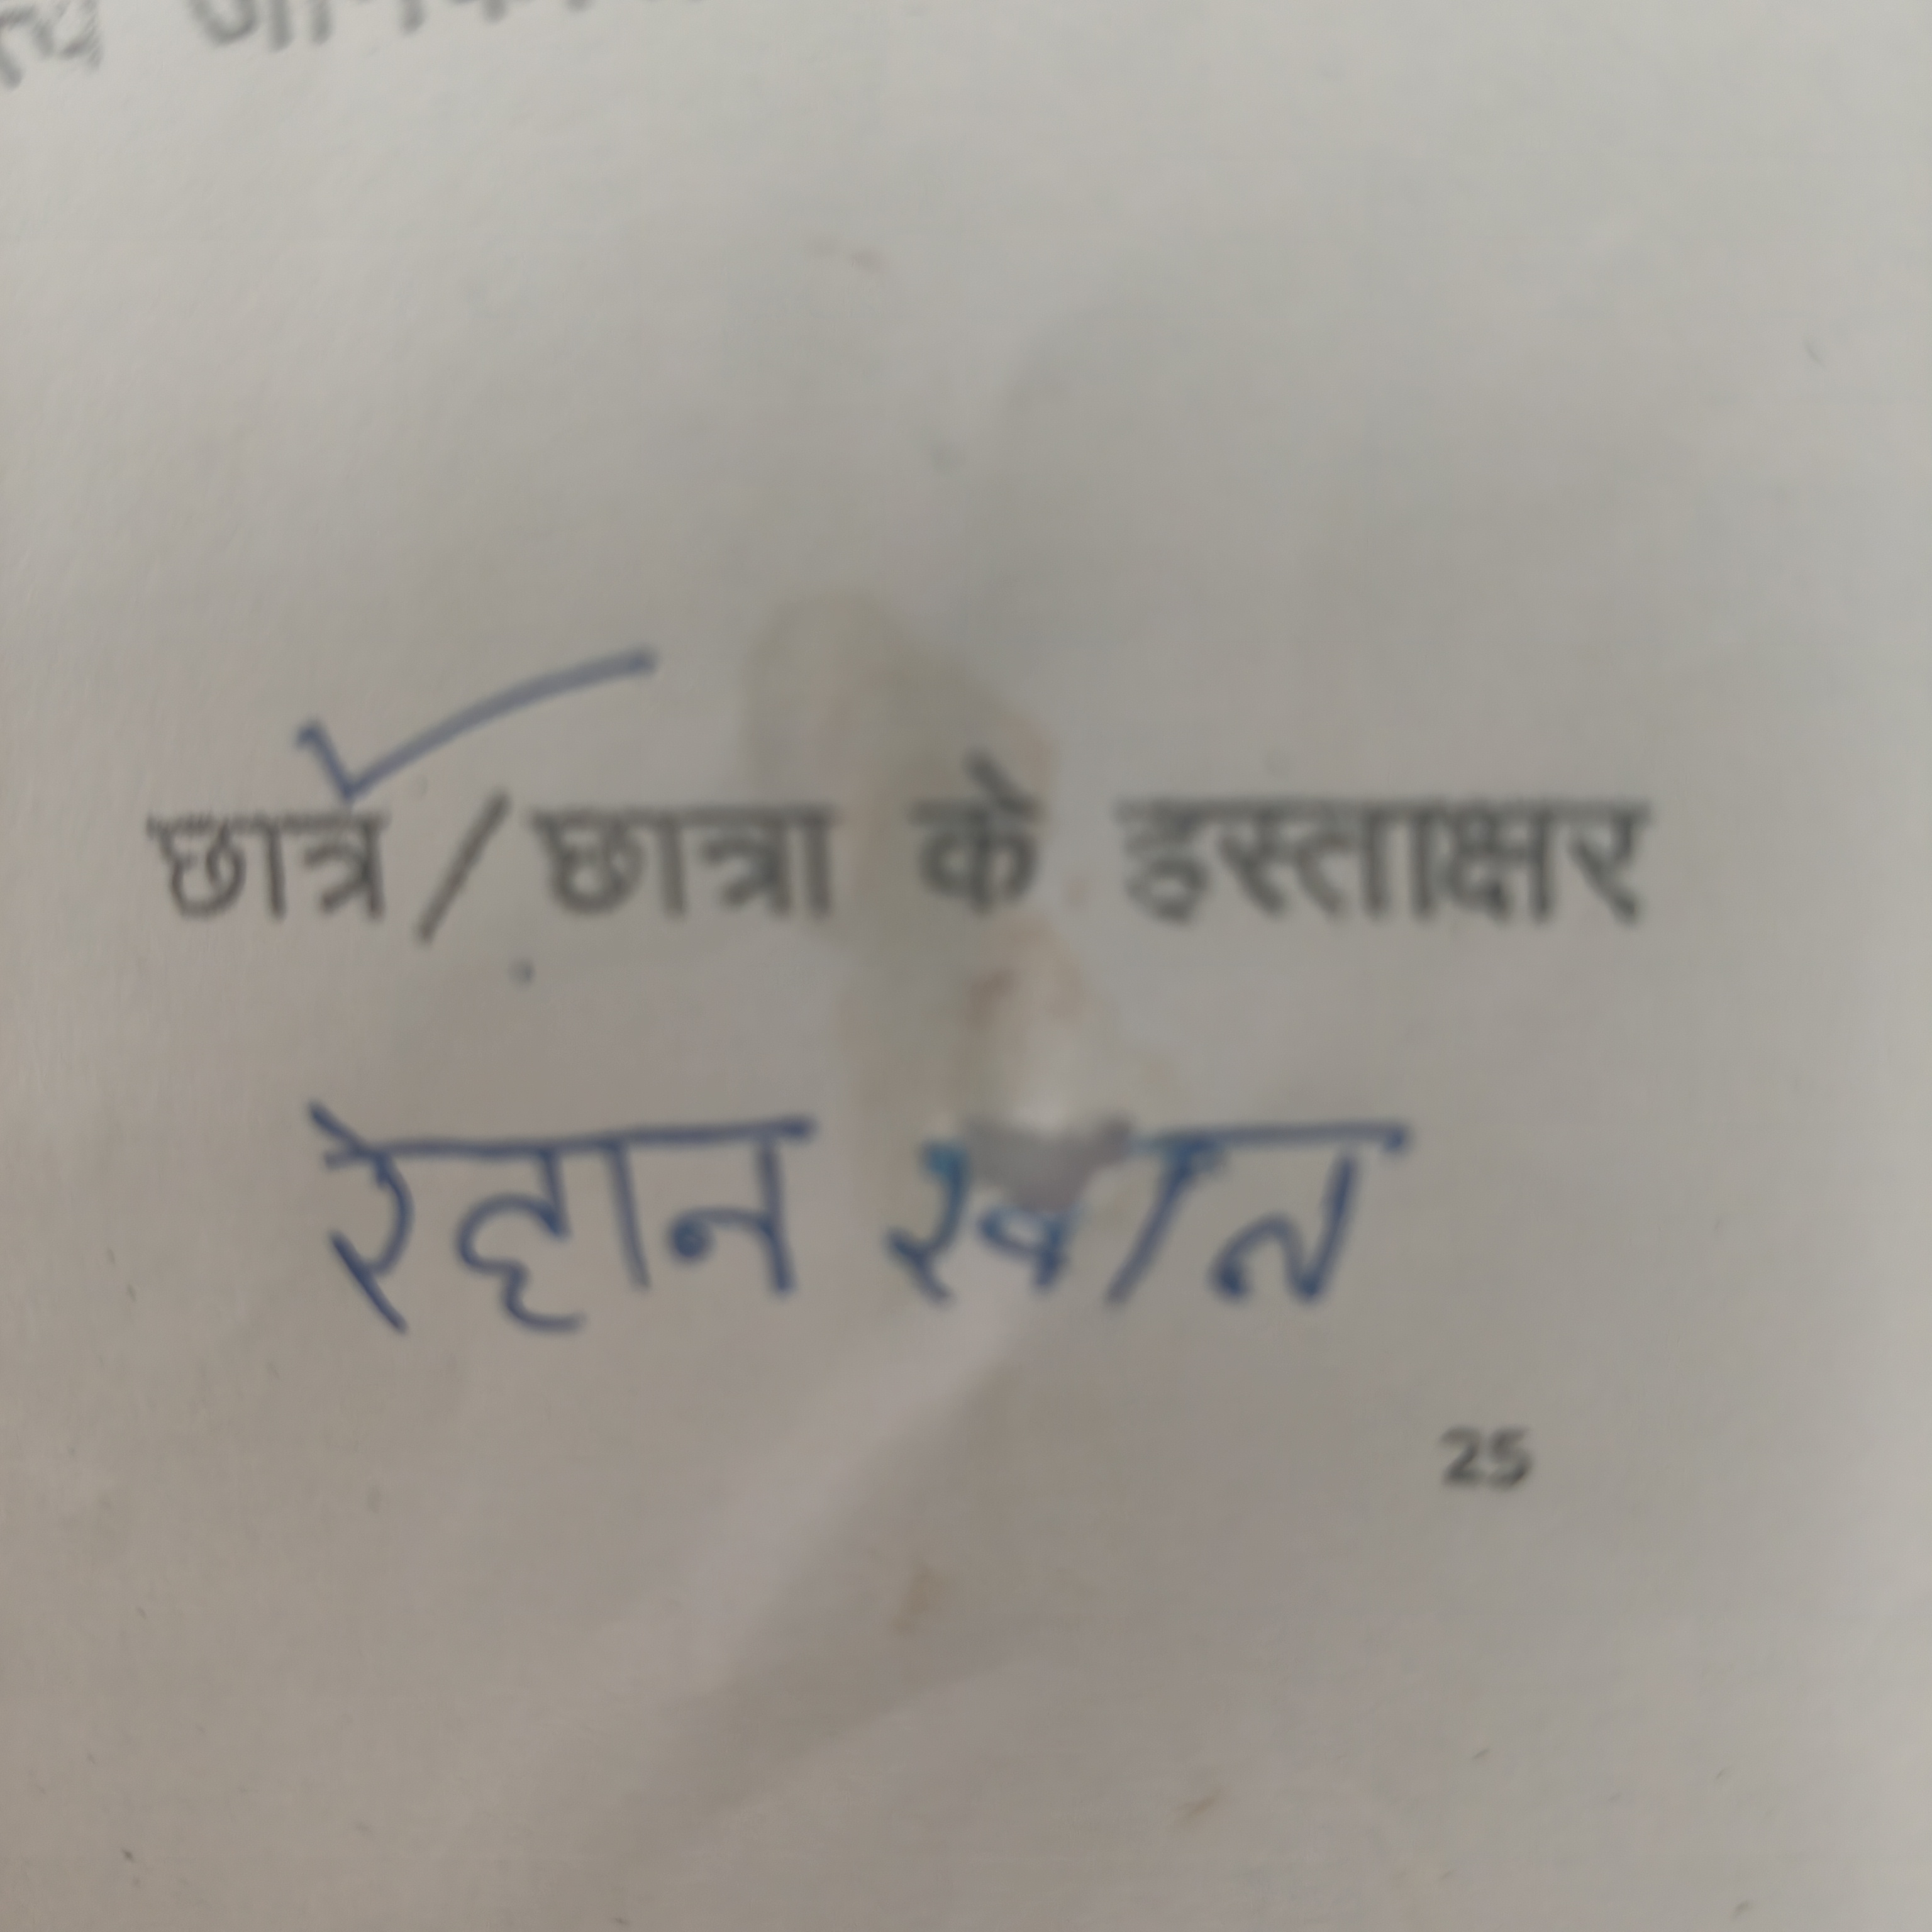 छात्र/छात्रा के हस्ताक्षर
रेहान खान
25